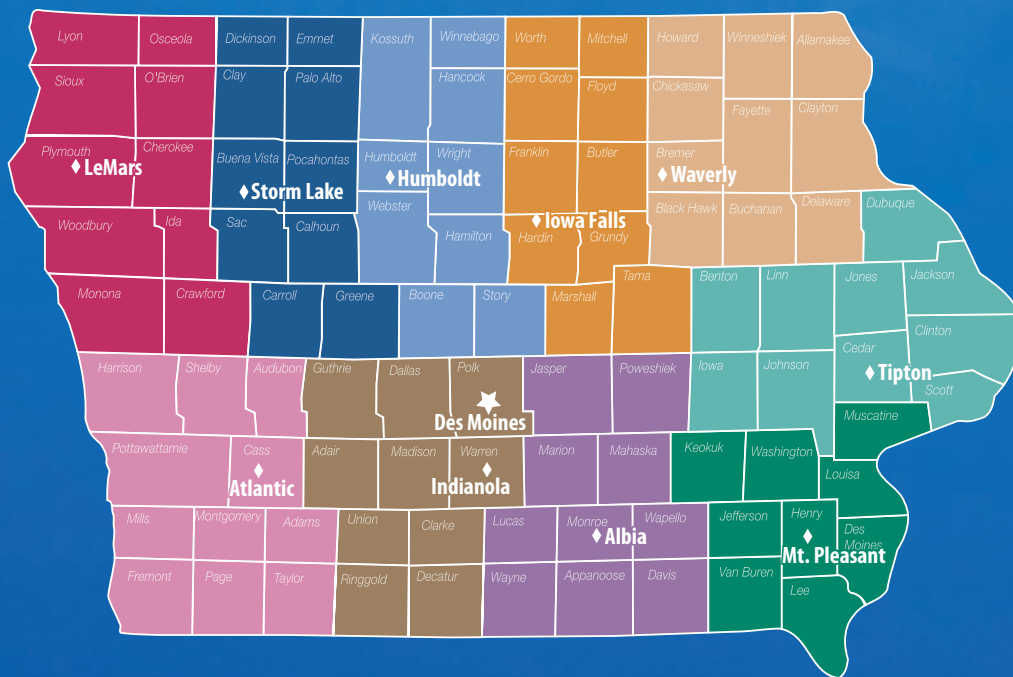 Lyon
Osceola
Dickinson
Emmet
Kossuth
Winnebago
Worth
Mitchell
Howard
Winneshiek
Allamakee
Sioux
O'Brien
Clay
Palo Alto
Hancock
Cerro Gordo
Floyd
Chickasaw
Fayette
Clayton
Plymouth
LeMars
Cherokee
Buena Vista
Pocahontas
Storm Lake
Humboldt
Humboldt
Wright
Franklin
Butler
Bremer
Waverly
Woodbury
Ida
Sac
Calhoun
Webster
Hamilton
Iowa Falls
Hardin
Grundy
Black Hawk
Buchanan
Delaware
Dubuque
Monona
Crawford
Carroll
Greene
Boone
Story
Marshall
Tama
Benton
Linn
Jones
Jackson
Clinton
Harrison
Shelby
Audubon
Guthrie
Dallas
Polk
Des Moines
Jasper
Poweshiek
Iowa
Johnson
Cedar
Tipton
Scott
Muscatine
Pottawattamie
Cass
Atlantic
Adair
Madison
Warren
Indianola
Marion
Mahaska
Keokuk
Washington
Louisa
Mills
Montgomery
Adams
Union
Clarke
Lucas
Monroe
Albia
Wapello
Jefferson
Henry
Mt. Pleasant
Des
Moines
Fremont
Page
Taylor
Ringgold
Decatur
Wayne
Appanoose
Davis
Van Buren
Lee